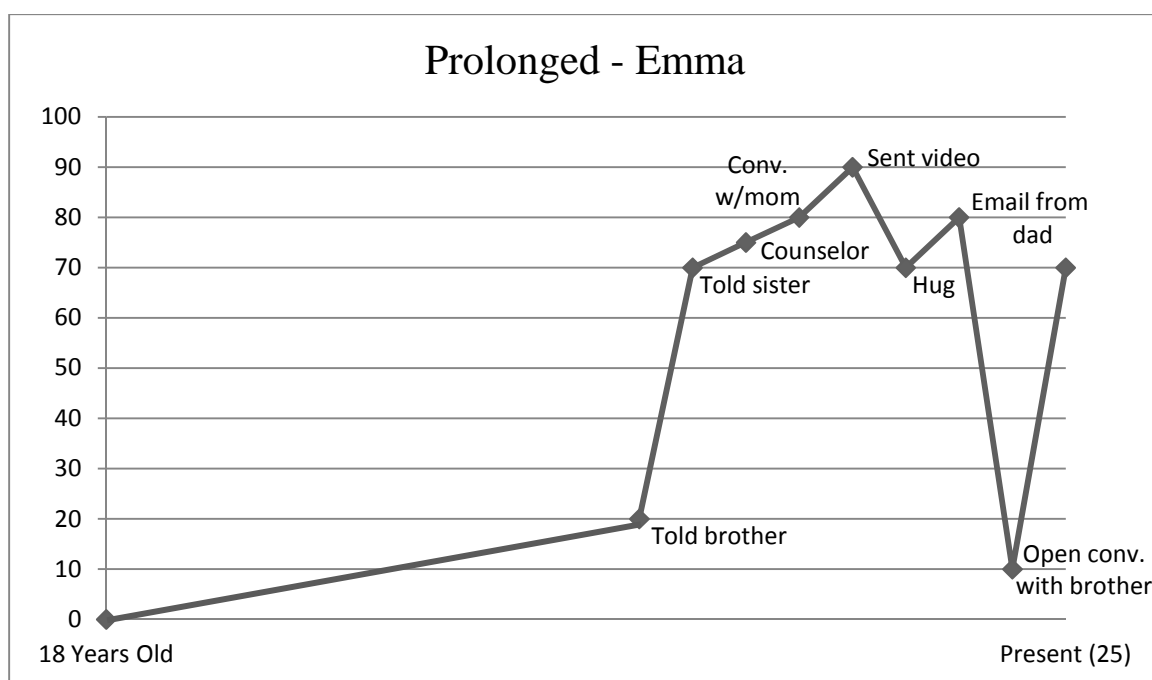 Prolonged - Emma
100
90
80
70
60
50
40
30
20
10
0
Sent video
Conv.
w/mom
Email from
dad
Counselor
Told sister
Hug
Told brother
Open conv.
with brother
18 Years Old
Present (25)